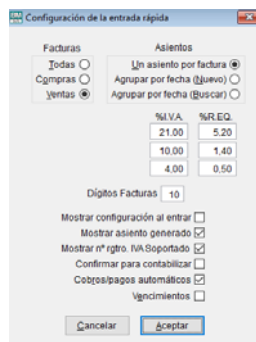 Configuración de la entrada rápida
Facturas
Todas
Compras
Ventas
Asientos
Un asiento por factura
Agrupar por fecha (Nuevo)
Agrupar por fecha (Buscar)
%I.V.A. %R.EQ.
21.00 5.20
10,00 1,40
4,00 0,50
Dígitos Facturas 10
Mostrar configuración al entrar
Mostrar asiento generado
Mostrar nº rgtro. IVA Soportado
Confirmar para contabilizar
Cobros/pagos automáticos
Vencimientos
Cancelar Aceptar